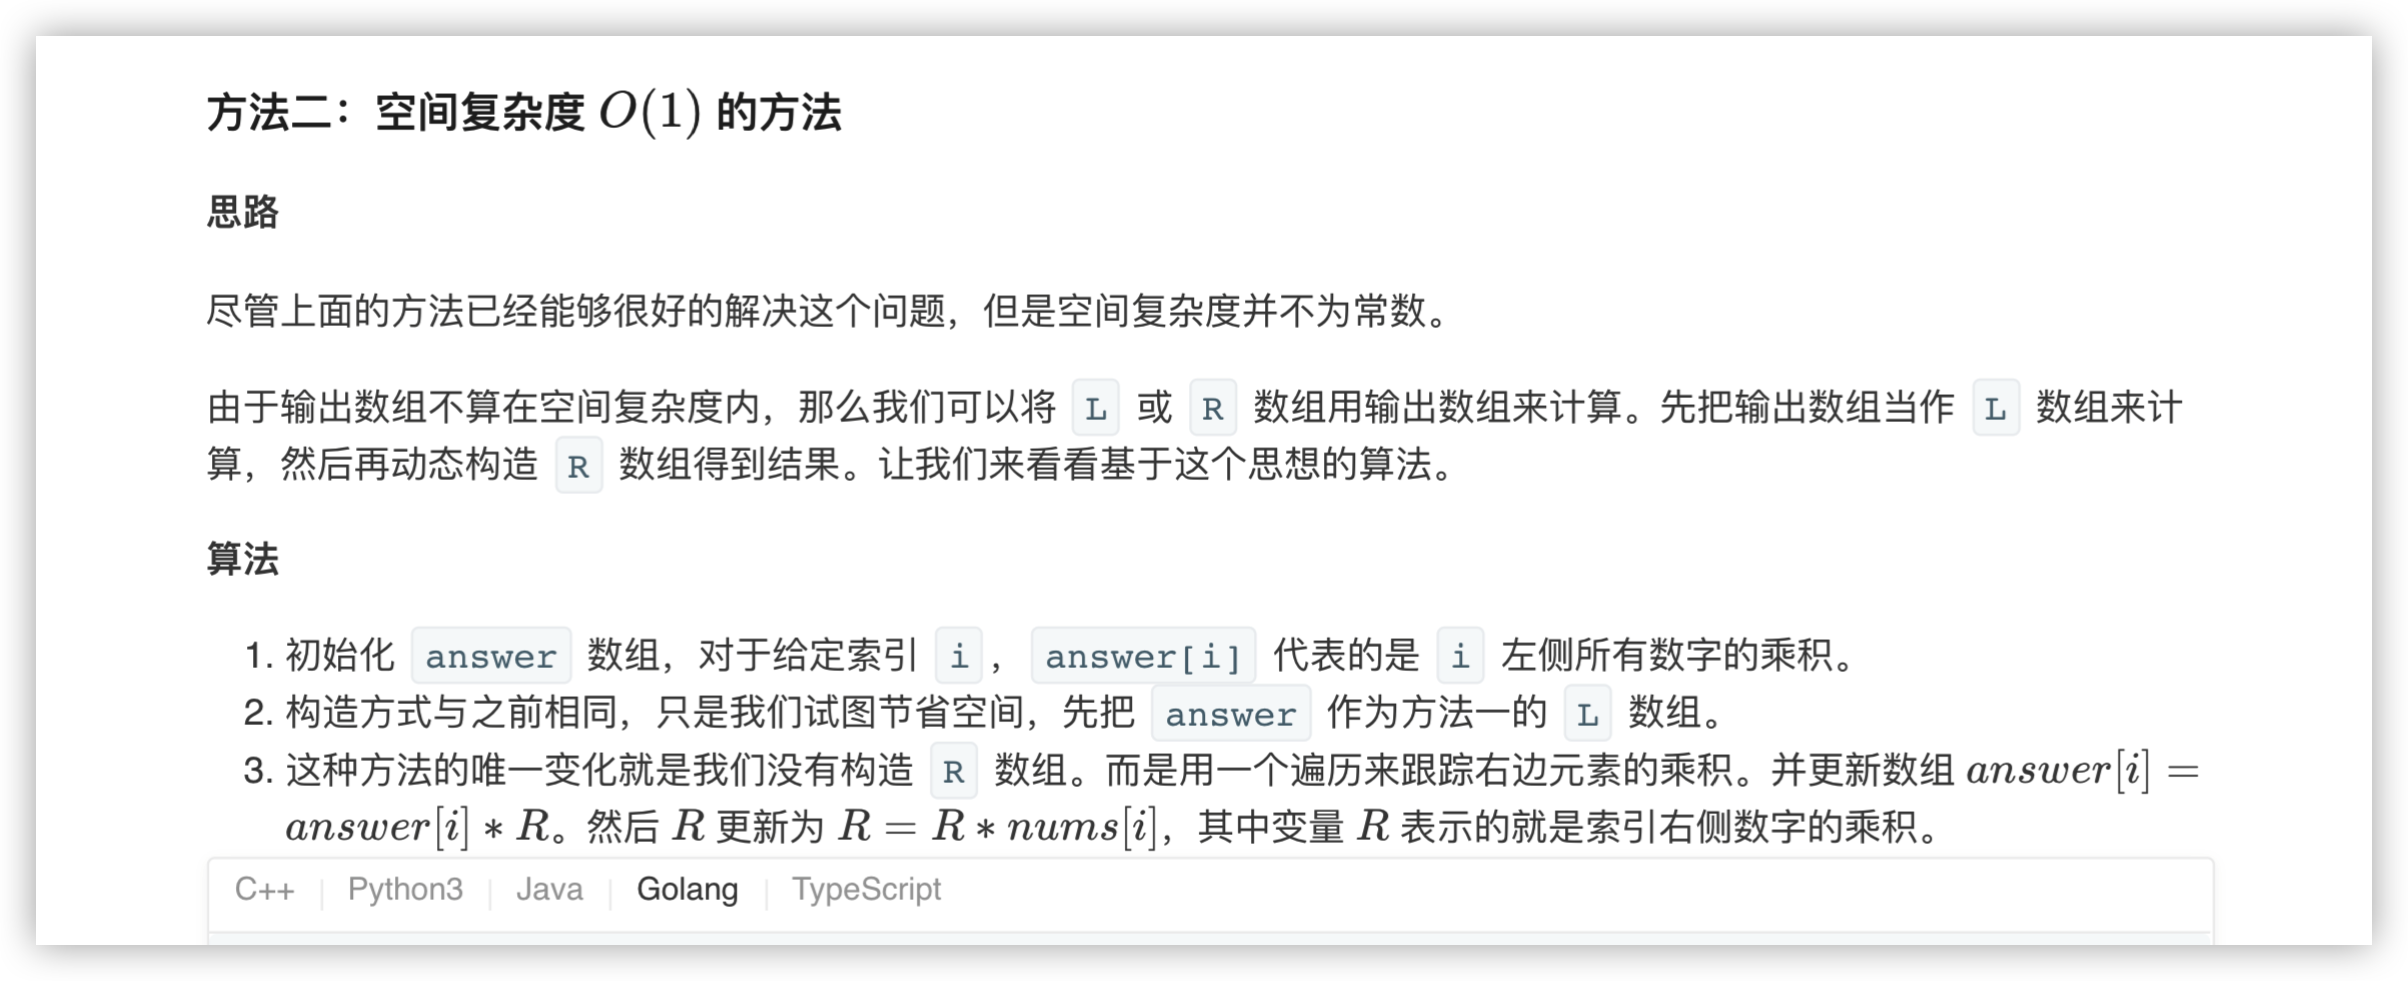 方法二：空间复杂度 O(1) 的方法
思路
尽管上面的方法已经能够很好的解决这个问题，但是空间复杂度并不为常数。
由于输出数组不算在空间复杂度内，那么我们可以将 L 或 R 数组用输出数组来计算。先把输出数组当作 L 数组来计
算，然后再动态构造 R 数组得到结果。让我们来看看基于这个思想的算法。
算法
1. 初始化 answer 数组，对于给定索引 i ， answer[i] 代表的是 i 左侧所有数字的乘积。
2. 构造方式与之前相同，只是我们试图节省空间，先把 answer 作为方法一的 L 数组。
3. 这种方法的唯一变化就是我们没有构造 R 数组。而是用一个遍历来跟踪右边元素的乘积。并更新数组 answer[i] =
answer[i] * R。然后 R 更新为 R = R * nums[i]，其中变量 R 表示的就是索引右侧数字的乘积。
C++ | Python3 | Java | Golang | TypeScript